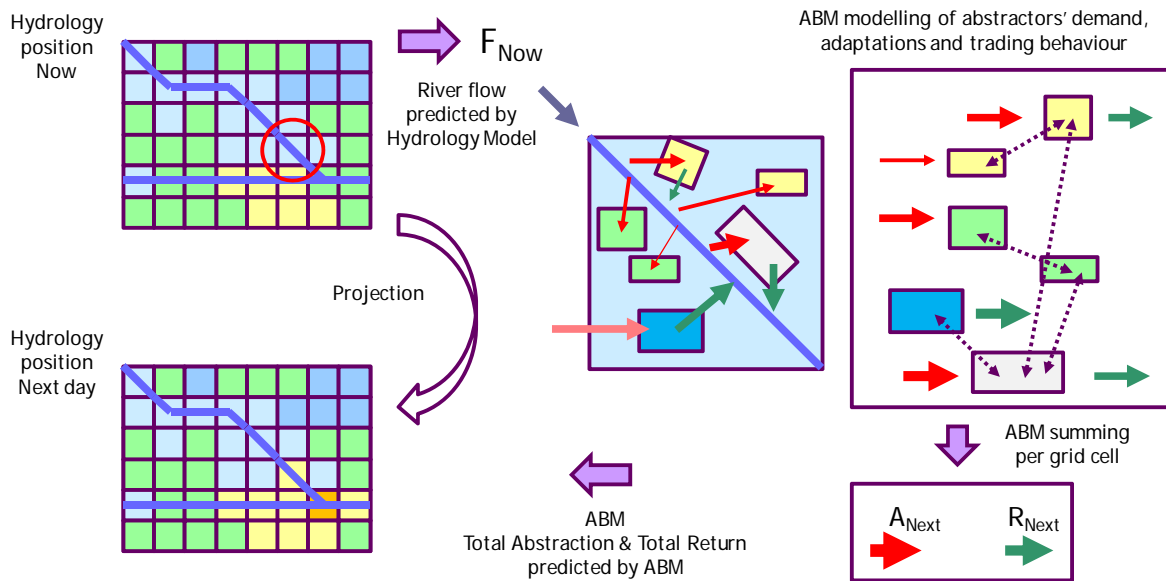 Hydrology
position
Now
F_Now
River flow
predicted by
Hydrology Model
ABM modelling of abstractors' demand,
adaptations and trading behaviour
Projection
Hydrology
position
Next day
ABM
Total Abstraction & Total Return
predicted by ABM
ABM summing
per grid cell
A_Next R_Next